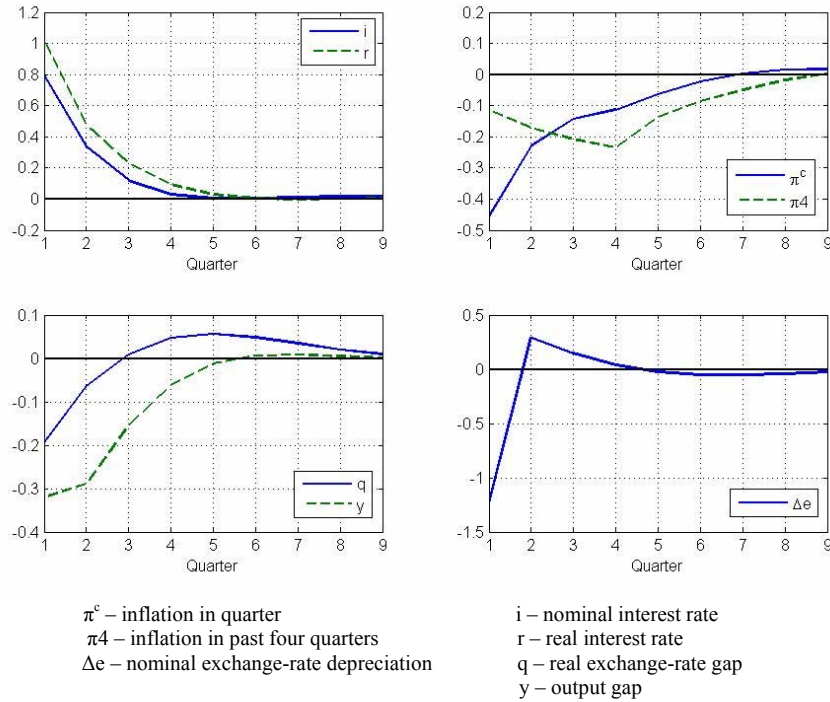 1.2
1
0.8
0.6
0.4
0.2
0
-0.2
1 2 3 4 5 6 7 8 9
Quarter
i
r
0.2
0.1
0
-0.1
-0.2
-0.3
-0.4
-0.5
1 2 3 4 5 6 7 8 9
Quarter
π^c
π4
0.1
0
-0.1
-0.2
-0.3
-0.4
1 2 3 4 5 6 7 8 9
Quarter
q
y
0.5
0
-0.5
-1
-1.5
1 2 3 4 5 6 7 8 9
Quarter
Δe
π^c – inflation in quarter
π4 – inflation in past four quarters
Δe – nominal exchange-rate depreciation
i – nominal interest rate
r – real interest rate
q – real exchange-rate gap
y – output gap